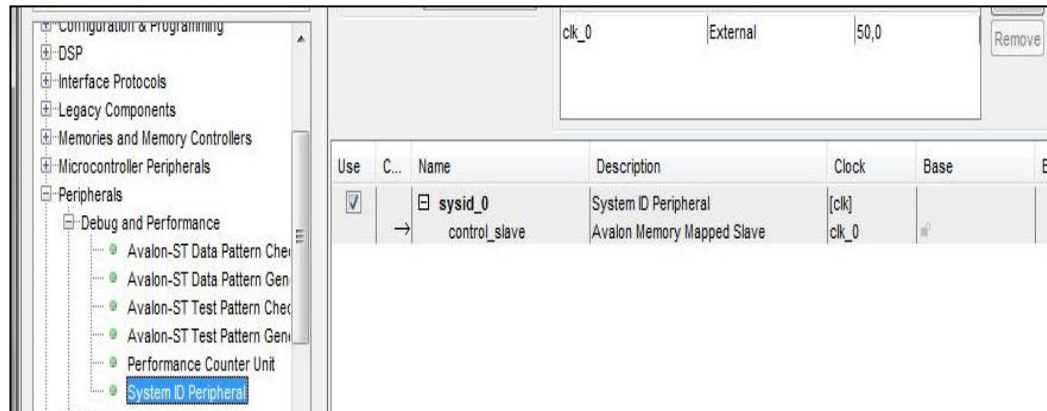 Configuration & Programming
DSP
Interface Protocols
Legacy Components
Memories and Memory Controllers
Microcontroller Peripherals
Peripherals
Debug and Performance
Avalon-ST Data Pattern Che
Avalon-ST Data Pattern Gen
Avalon-ST Test Pattern Chec
Avalon-ST Test Pattern Gene
Performance Counter Unit
System ID Peripheral
clk_0 External 50,0
Remove
Use C... Name Description Clock Base E
sysid_0 System ID Peripheral [clk]
control_slave Avalon Memory Mapped Slave clk_0